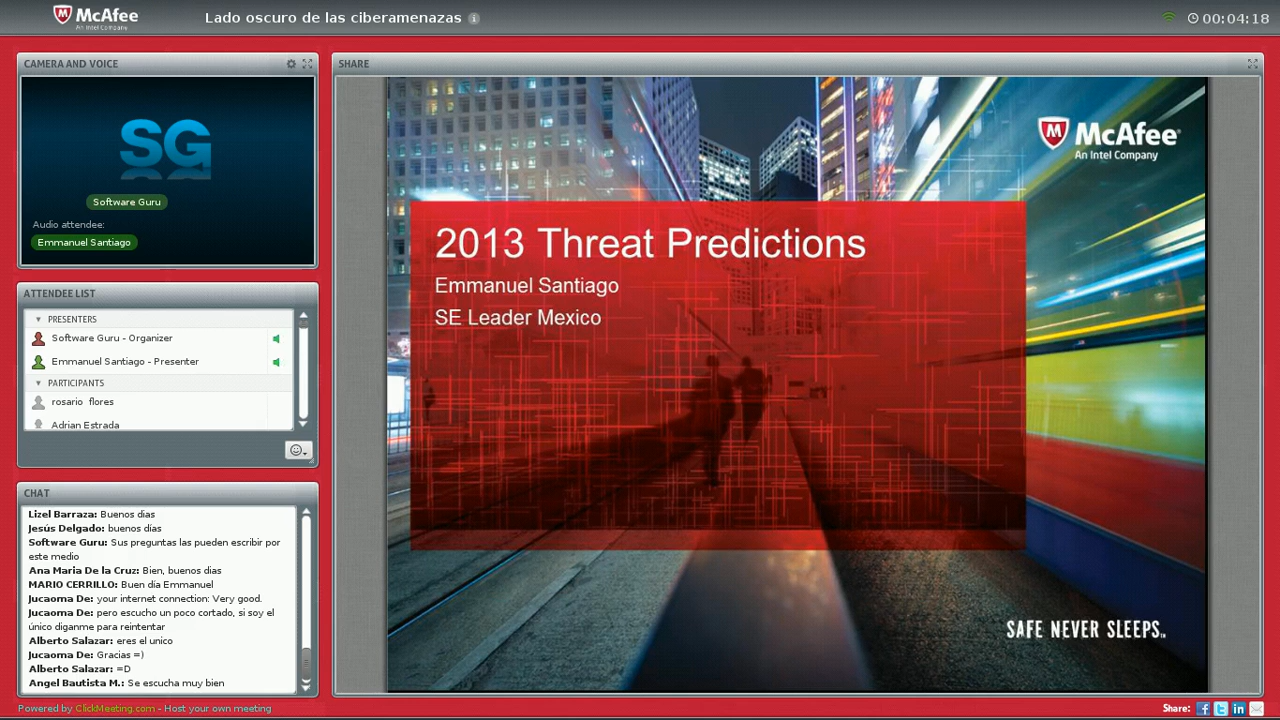 McAfee
An Intel Company
Lado oscuro de las ciberamenazas
00:04:18
CAMERA AND VOICE
SG
Software Guru
Audio attendee:
Emmanuel Santiago
ATTENDEE LIST
PRESENTERS
Software Guru - Organizer
Emmanuel Santiago - Presenter
PARTICIPANTS
rosario flores
Adrian Estrada
CHAT
Lizel Barraza: Buenos dias
Jesús Delgado: buenos días
Software Guru: Sus preguntas las pueden escribir por
este medio
Ana Maria De la Cruz: Bien, buenos dias
MARIO CERRILLO: Buen día Emmanuel
Jucaoma De: your internet connection: Very good.
Jucaoma De: pero escucho un poco cortado, si soy el
único diganme para reintentar
Alberto Salazar: eres el unico
Jucaoma De: Gracias =)
Alberto Salazar: =D
Angel Bautista M.: Se escucha muy bien
SHARE
McAfee
An Intel Company
2013 Threat Predictions
Emmanuel Santiago
SE Leader Mexico
SAFE NEVER SLEEPS.
Powered by ClickMeeting.com - Host your own meeting
Share: